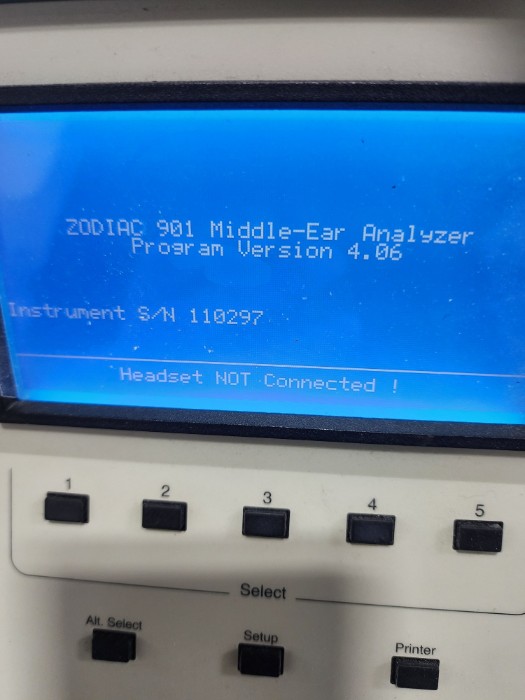 ZODIAC 901 Middle-Ear Analyzer
Program Version 4.06
Instrument S/N 110297
Headset NOT Connected !
1 2 3 4 5
Select
Alt. Select
Setup
Printer